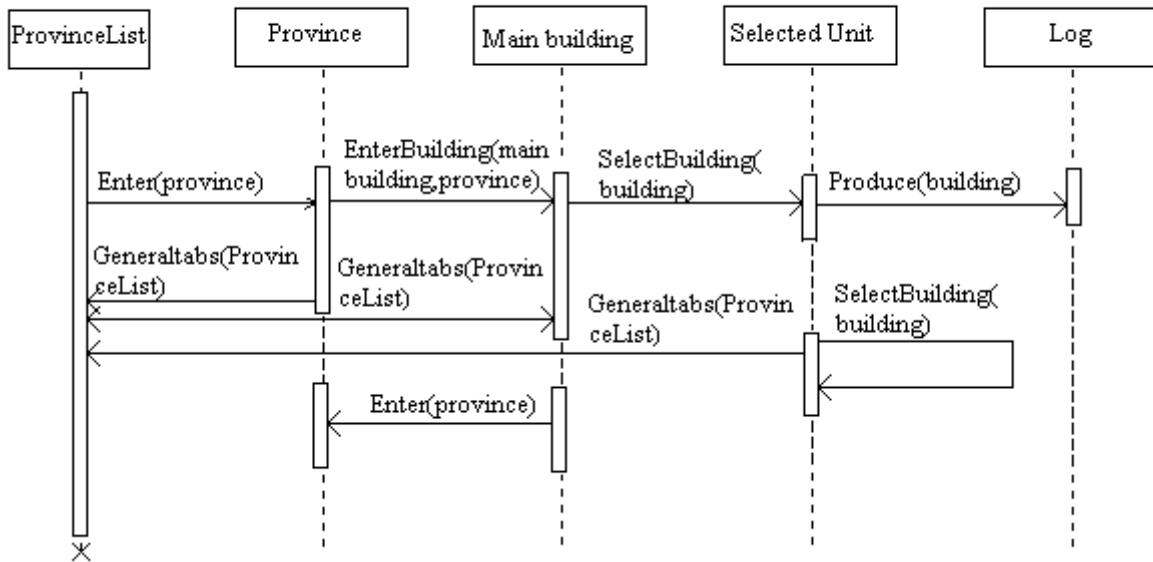 ProvinceList
Province
Main building
Selected Unit
Log
Enter(province)
EnterBuilding(main
building,province)
SelectBuilding(
building)
Produce(building)
Generaltabs(Provin
ceList)
Generaltabs(Provin
ceList)
Generaltabs(Provin
ceList)
SelectBuilding(
building)
Enter(province)